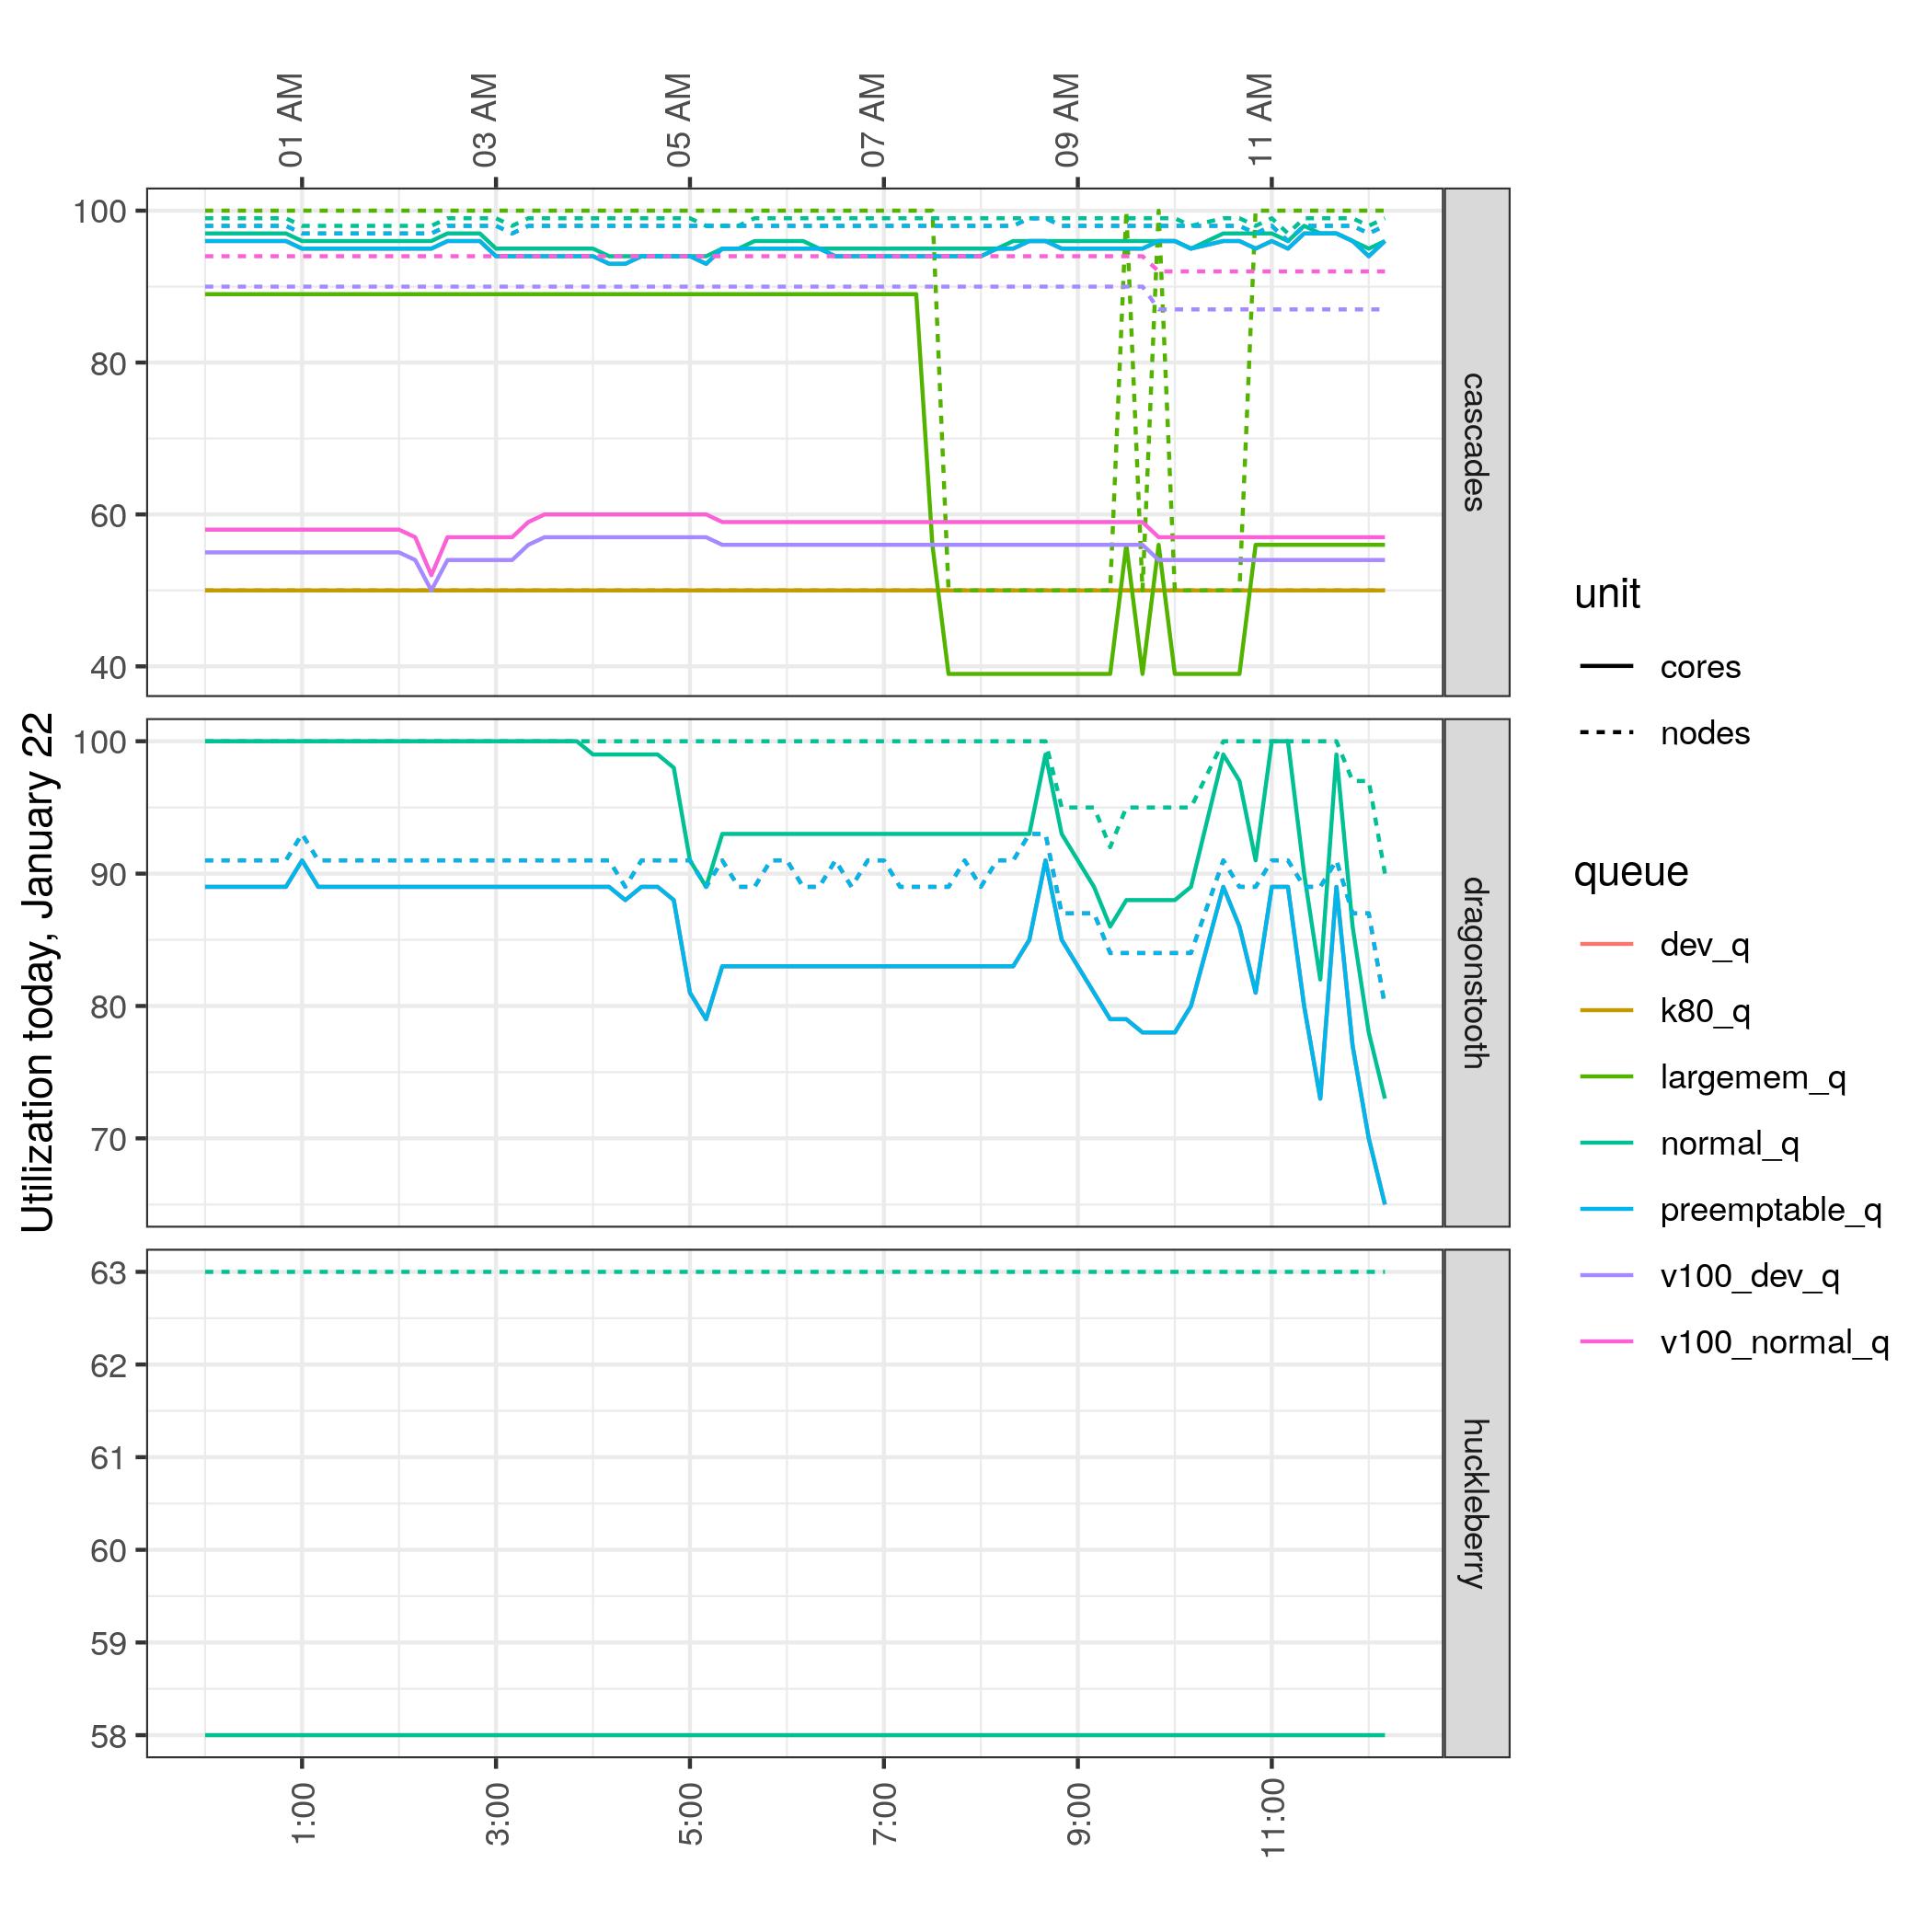 01 AM
03 AM
05 AM
07 AM
09 AM
11 AM
Utilization today, January 22
100
80
60
40
cascades
100
90
80
70
dragonstooth
63
62
61
60
59
58
huckleberry
1:00
3:00
5:00
7:00
9:00
11:00
unit
cores
nodes
queue
dev_q
k80_q
largemem_q
normal_q
preemptable_q
v100_dev_q
v100_normal_q